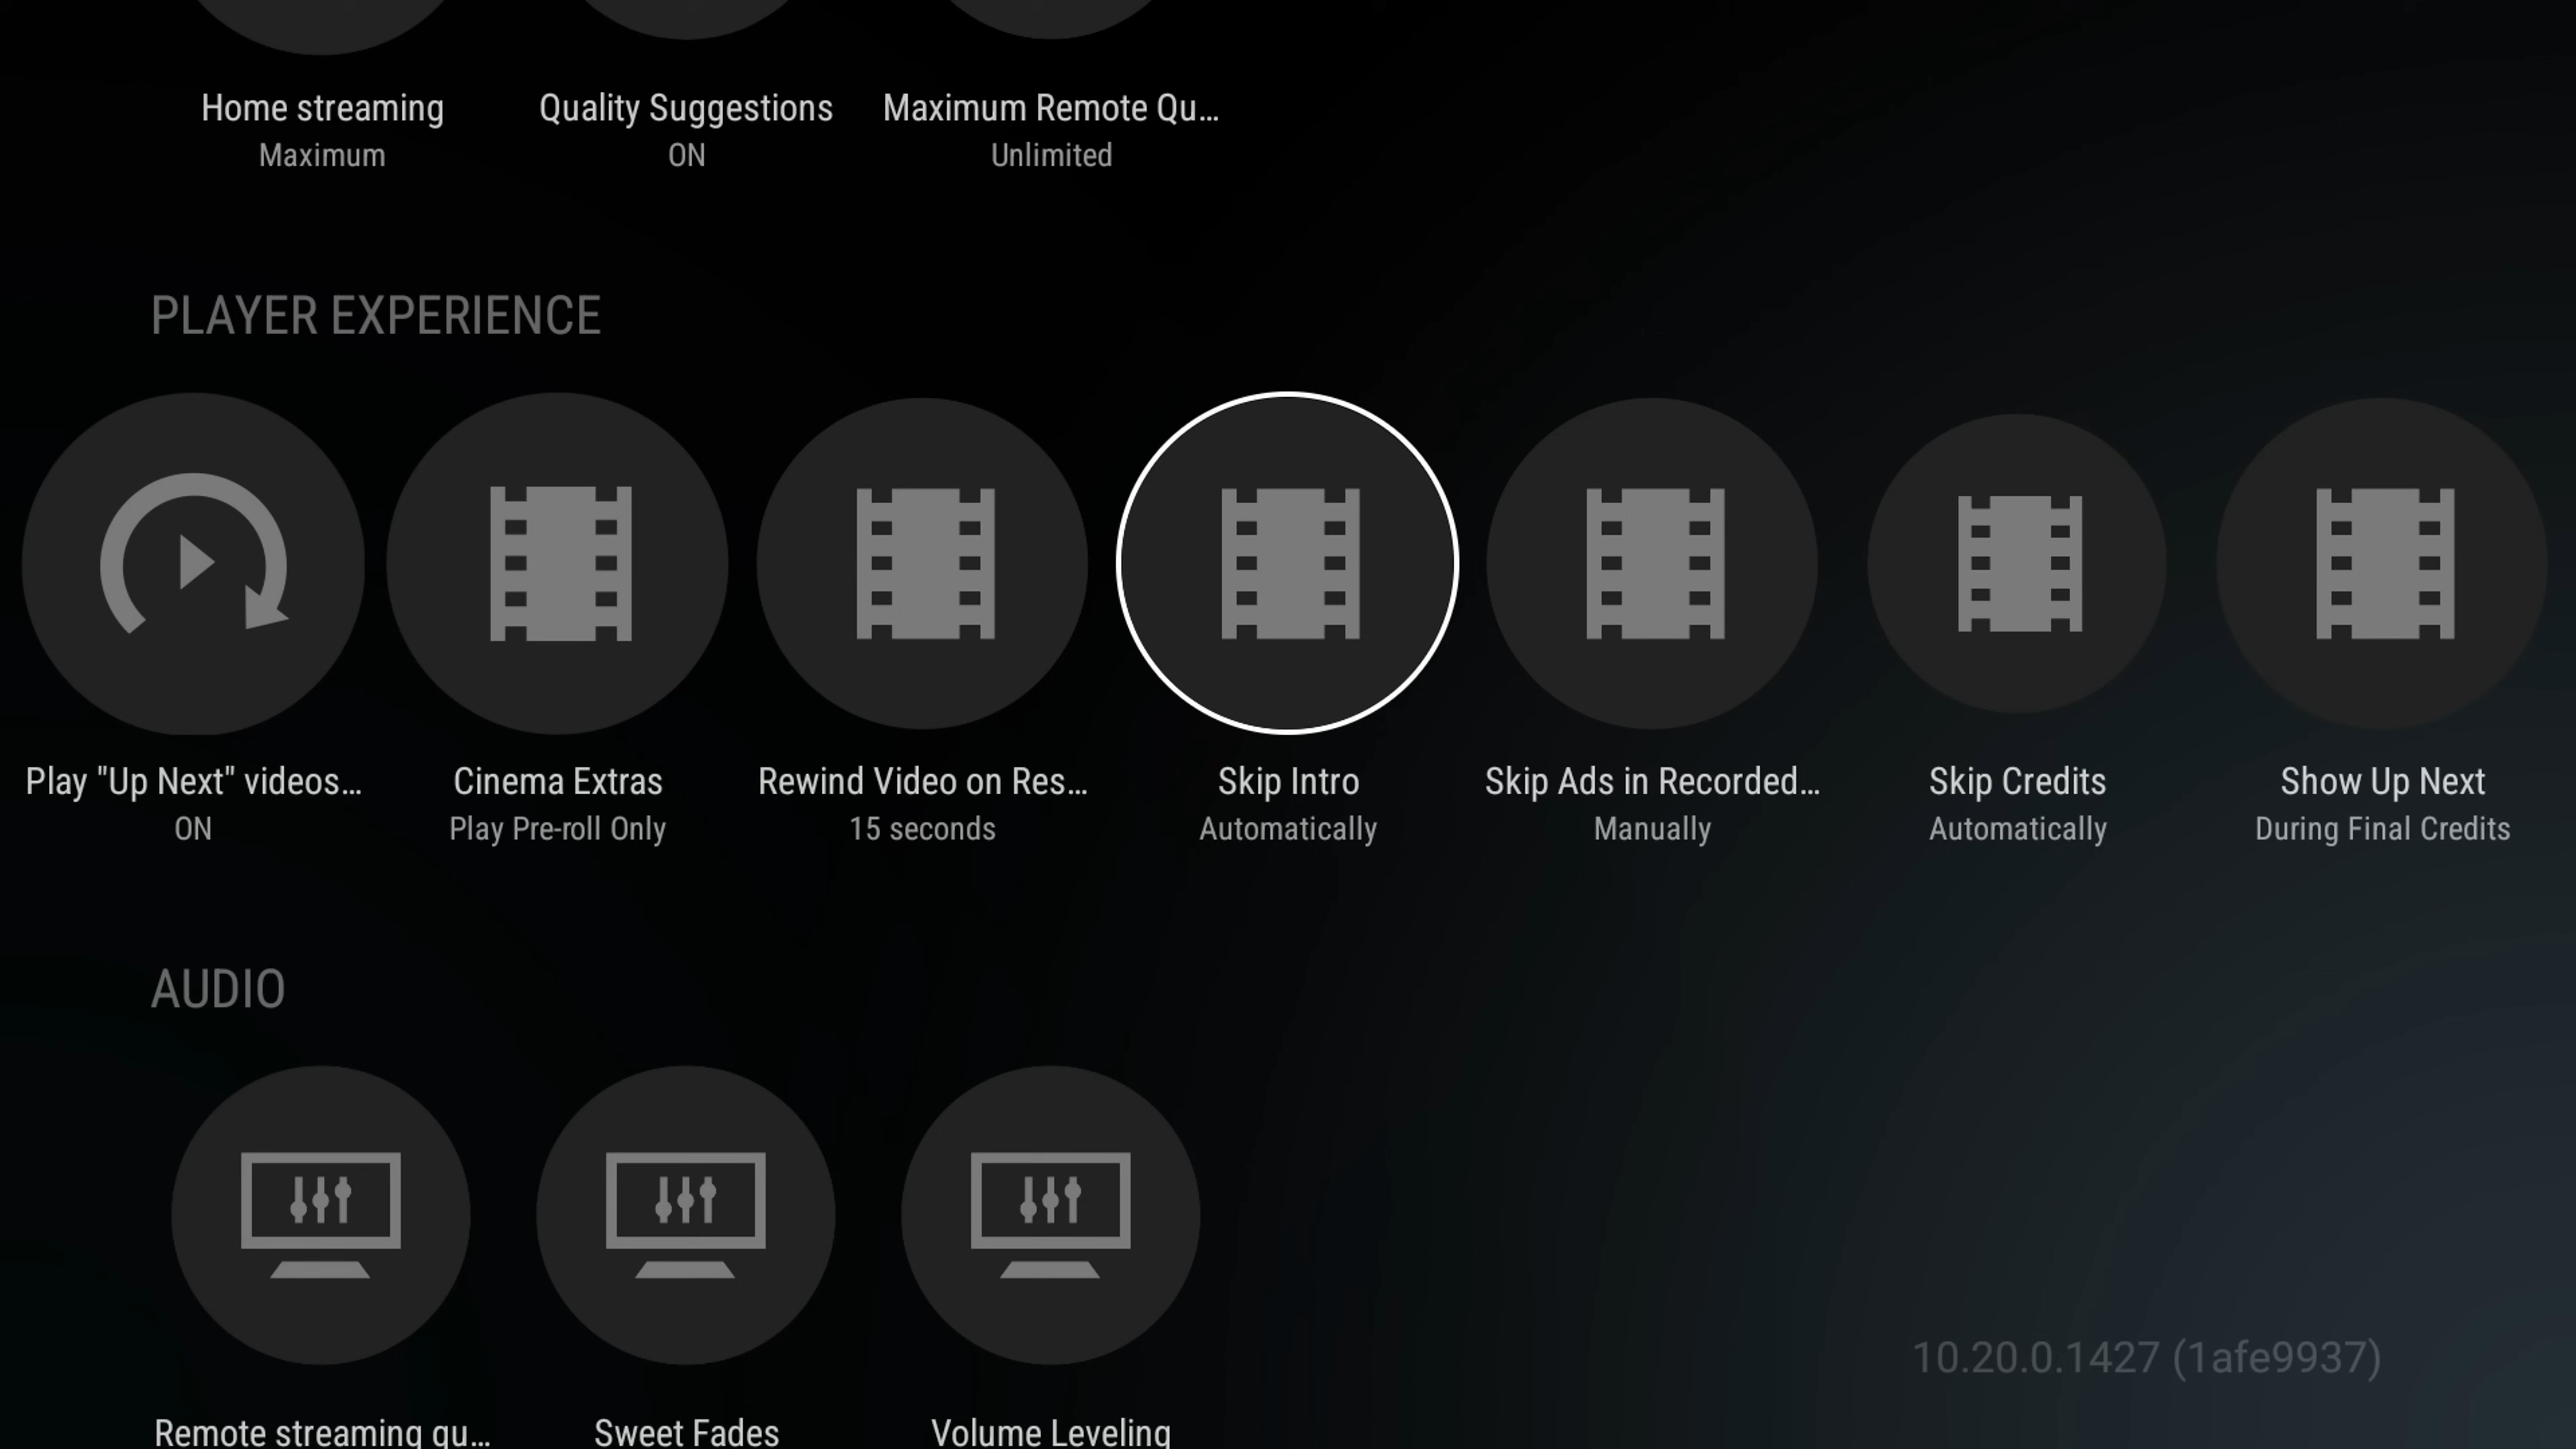 Home streaming
Maximum
Quality Suggestions
ON
Maximum Remote Qu...
Unlimited
PLAYER EXPERIENCE
Play "Up Next" videos...
ON
Cinema Extras
Play Pre-roll Only
Rewind Video on Res...
15 seconds
Skip Intro
Automatically
Skip Ads in Recorded...
Manually
Skip Credits
Automatically
Show Up Next
During Final Credits
AUDIO
Remote streaming qu...
Sweet Fades
Volume Leveling
10.20.0.1427 (1afe9937)